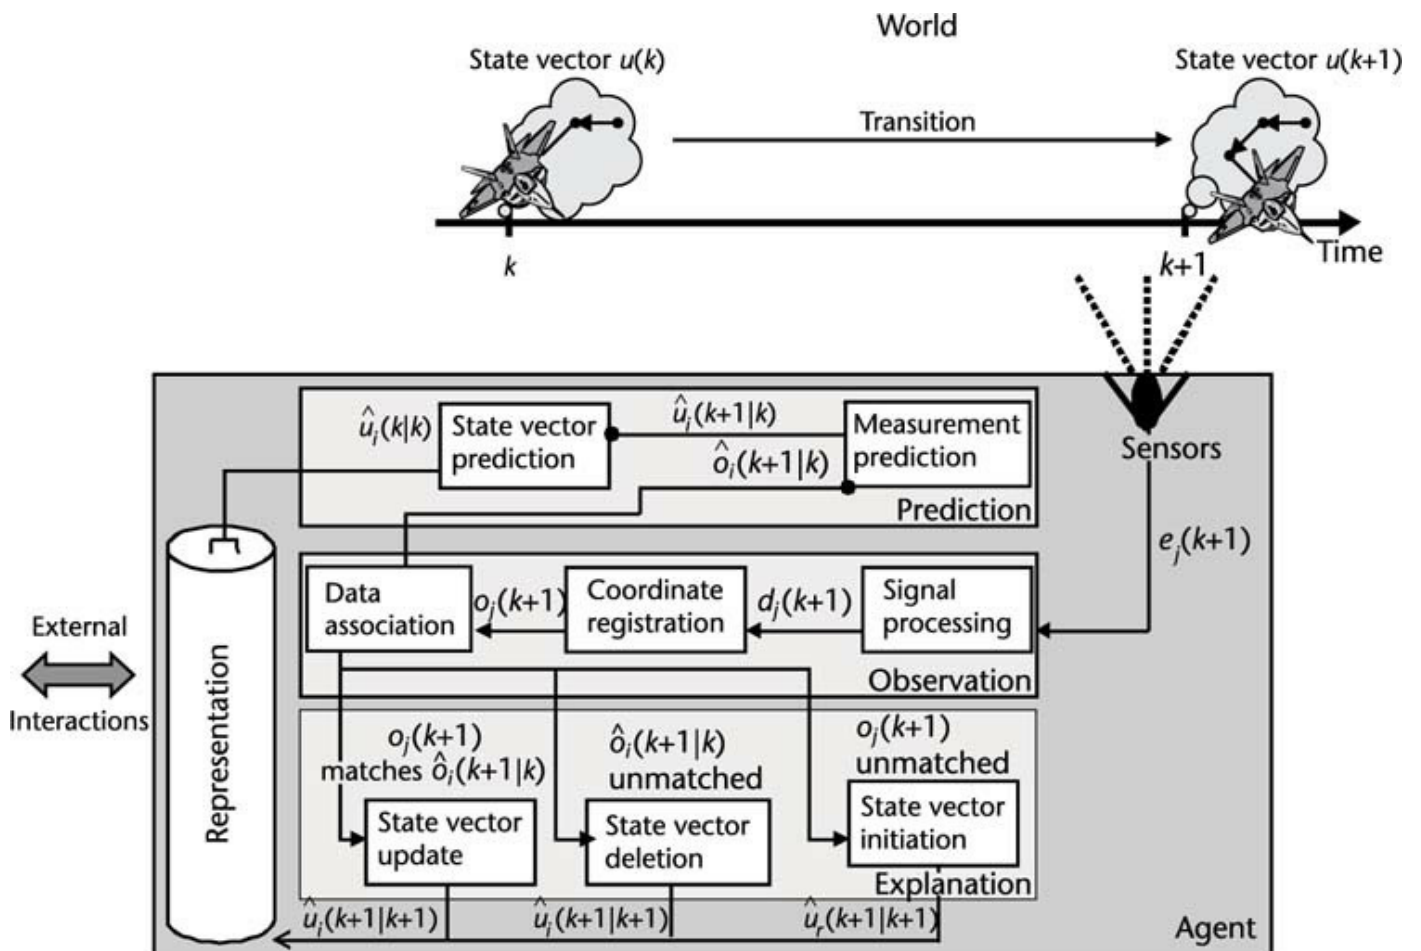 World
State vector u(k)
State vector u(k+1)
Transition
Time
k
k+1
û_i(k|k)
State vector
prediction
û_i(k+1|k)
ô_i(k+1|k)
Measurement
prediction
Prediction
Sensors
e_j(k+1)
Data
association
o_j(k+1)
Coordinate
registration
d_j(k+1)
Signal
processing
Observation
External
Interactions
Representation
o_j(k+1)
matches ô_i(k+1|k)
ô_i(k+1|k)
unmatched
o_j(k+1)
unmatched
State vector
update
State vector
deletion
State vector
initiation
Explanation
û_i(k+1|k+1)
û_i(k+1|k+1)
û_r(k+1|k+1)
Agent